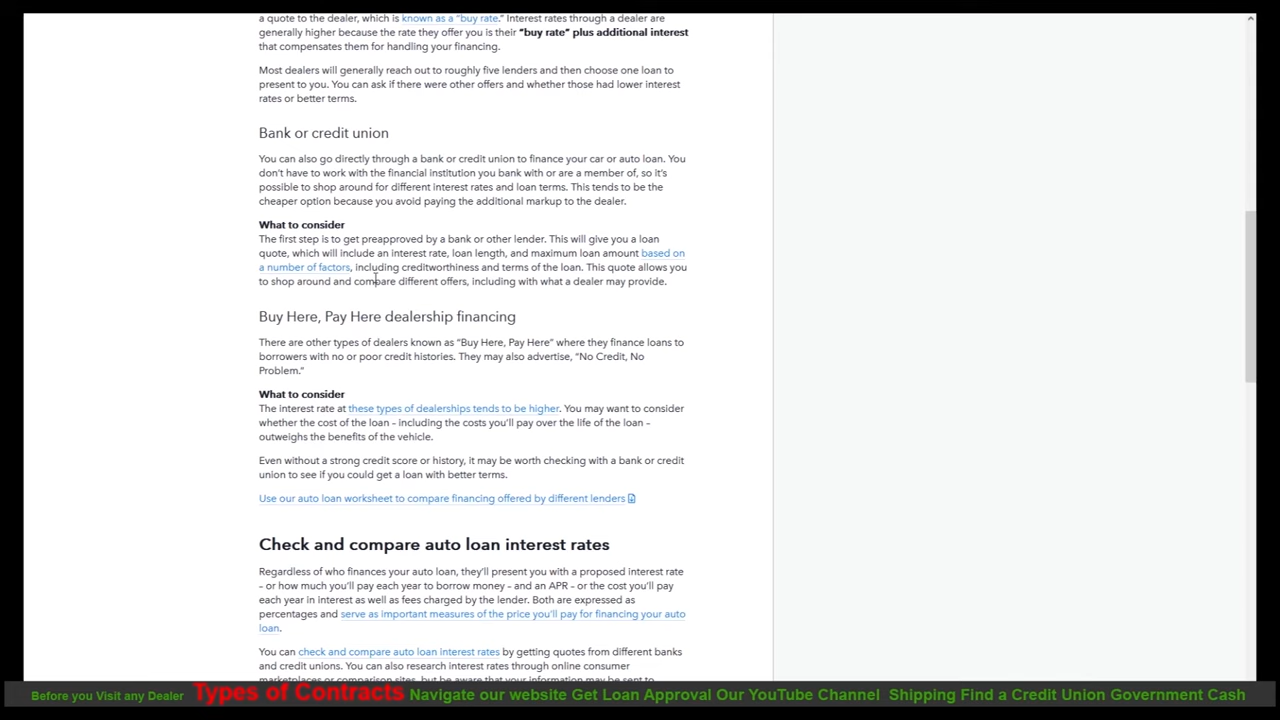 a quote to the dealer, which is known as a “buy rate.” Interest rates through a dealer are
generally higher because the rate they offer you is their “buy rate” plus additional interest
that compensates them for handling your financing.
Most dealers will generally reach out to roughly five lenders and then choose one loan to
present to you. You can ask if there were other offers and whether those had lower interest
rates or better terms.
Bank or credit union
You can also go directly through a bank or credit union to finance your car or auto loan. You
don’t have to work with the financial institution you bank with or are a member of, so it’s
possible to shop around for different interest rates and loan terms. This tends to be the
cheaper option because you avoid paying the additional markup to the dealer.
What to consider
The first step is to get preapproved by a bank or other lender. This will give you a loan
quote, which will include an interest rate, loan length, and maximum loan amount based on
a number of factors, including creditworthiness and terms of the loan. This quote allows you
to shop around and compare different offers, including with what a dealer may provide.
Buy Here, Pay Here dealership financing
There are other types of dealers known as “Buy Here, Pay Here” where they finance loans to
borrowers with no or poor credit histories. They may also advertise, “No Credit, No
Problem.”
What to consider
The interest rate at these types of dealerships tends to be higher. You may want to consider
whether the cost of the loan – including the costs you’ll pay over the life of the loan –
outweighs the benefits of the vehicle.
Even without a strong credit score or history, it may be worth checking with a bank or credit
union to see if you could get a loan with better terms.
Use our auto loan worksheet to compare financing offered by different lenders
Check and compare auto loan interest rates
Regardless of who finances your auto loan, they’ll present you with a proposed interest rate
– or how much you’ll pay each year to borrow money – and an APR – or the cost you’ll pay
each year in interest as well as fees charged by the lender. Both are expressed as
percentages and serve as important measures of the price you’ll pay for financing your auto
loan.
You can check and compare auto loan interest rates by getting quotes from different banks
and credit unions. You can also research interest rates through online consumer
marketplaces or comparison sites, but be aware that your information may be sent to
Before you Visit any Dealer Types of Contracts Navigate our website Get Loan Approval Our YouTube Channel Shipping Find a Credit Union Government Cash